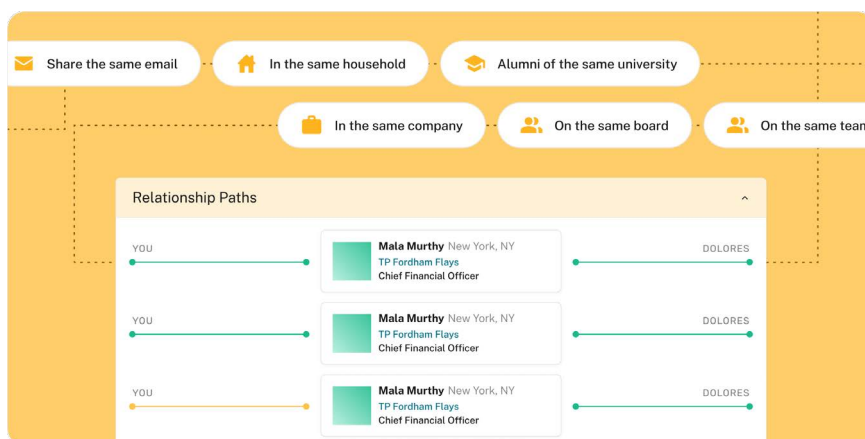 Share the same email
In the same household
Alumni of the same university
In the same company
On the same board
On the same team
Relationship Paths
YOU
Mala Murthy New York, NY
TP Fordham Flays
Chief Financial Officer
DOLORES
YOU
Mala Murthy New York, NY
TP Fordham Flays
Chief Financial Officer
DOLORES
YOU
Mala Murthy New York, NY
TP Fordham Flays
Chief Financial Officer
DOLORES